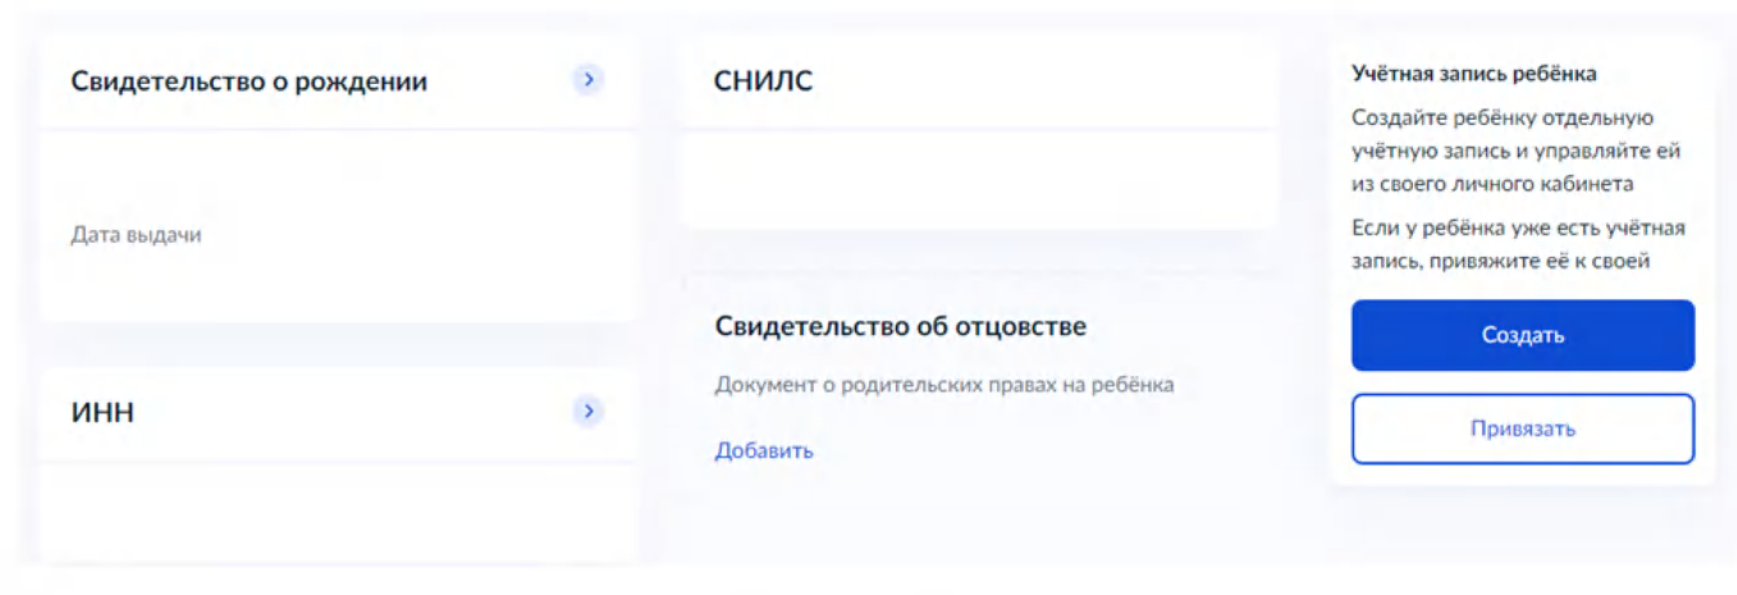 Свидетельство о рождении
Дата выдачи
ИНН
СНИЛС
Свидетельство об отцовстве
Документ о родительских правах на ребёнка
Добавить
Учётная запись ребёнка
Создайте ребёнку отдельную
учётную запись и управляйте ей
из своего личного кабинета
Если у ребёнка уже есть учётная
запись, привяжите её к своей
Создать
Привязать